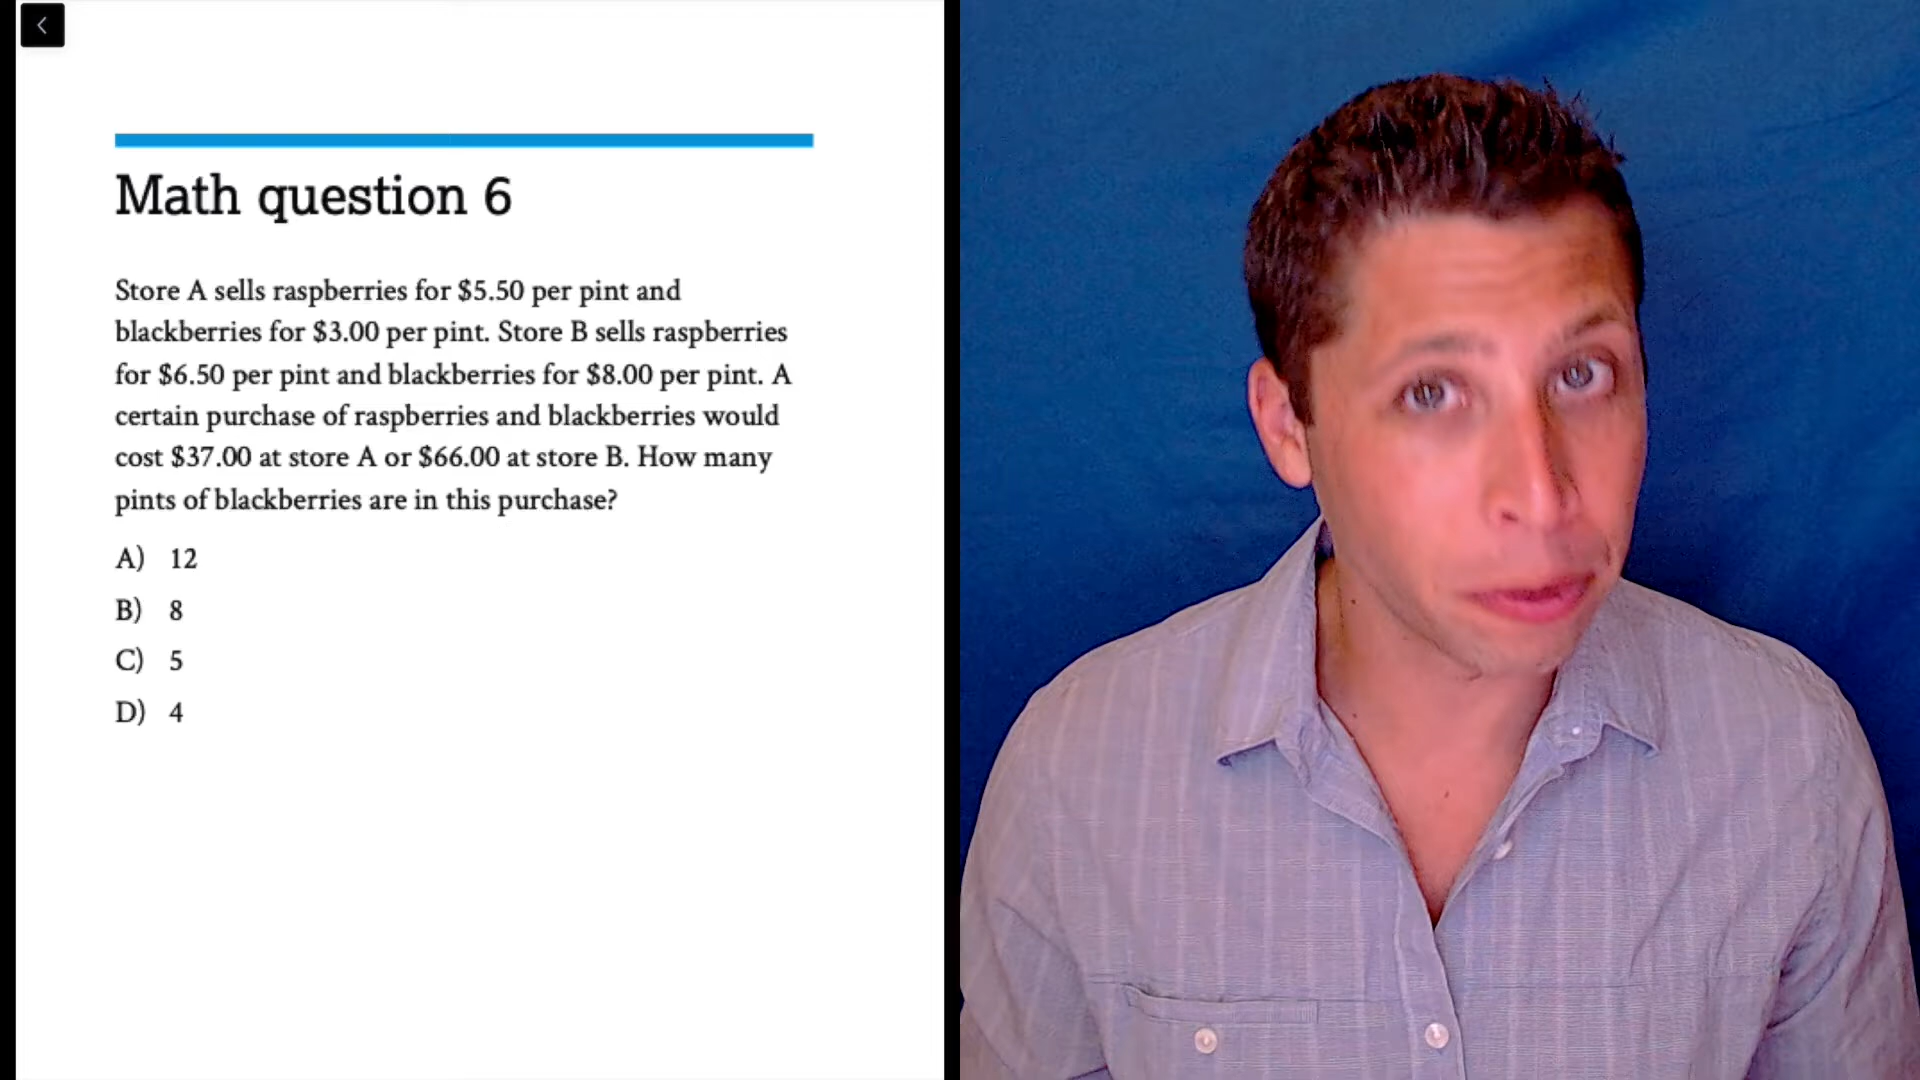 Math question 6
Store A sells raspberries for $5.50 per pint and
blackberries for $3.00 per pint. Store B sells raspberries
for $6.50 per pint and blackberries for $8.00 per pint. A
certain purchase of raspberries and blackberries would
cost $37.00 at store A or $66.00 at store B. How many
pints of blackberries are in this purchase?
A) 12
B) 8
C) 5
D) 4